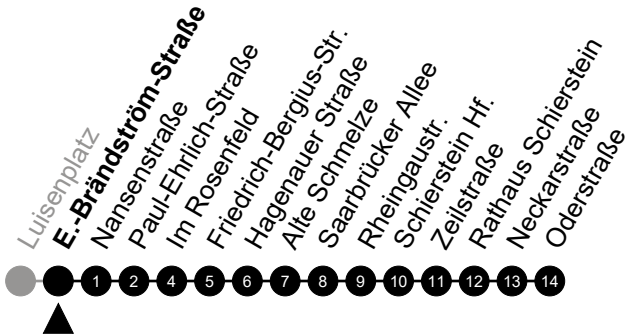 Luisenplatz
E.-Brändström-Straße
Nansenstraße
Paul-Ehrlich-Straße
Im Rosenfeld
Friedrich-Bergius-Str.
Hagenauer Straße
Alte Schmelze
Saarbrücker Allee
Rheingaustr.
Schierstein Hf.
Zeilstraße
Rathaus Schierstein
Neckarstraße
Oderstraße
1 2 4 5 6 7 8 9 10 11 12 13 14